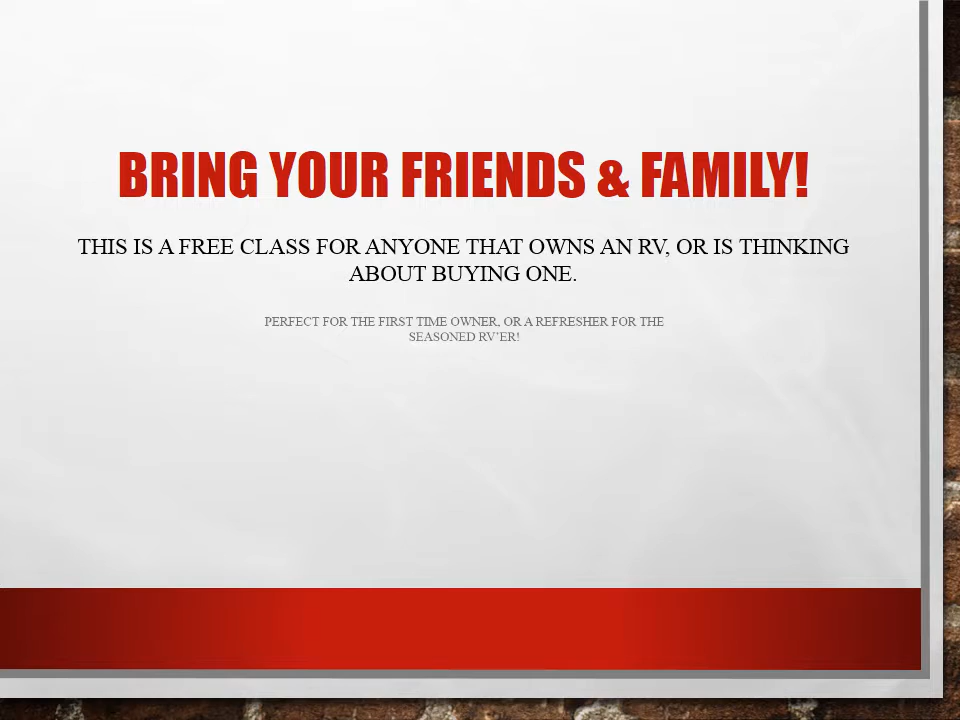 BRING YOUR FRIENDS & FAMILY!
THIS IS A FREE CLASS FOR ANYONE THAT OWNS AN RV, OR IS THINKING
ABOUT BUYING ONE.
PERFECT FOR THE FIRST TIME OWNER, OR A REFRESHER FOR THE
SEASONED RV'ER!